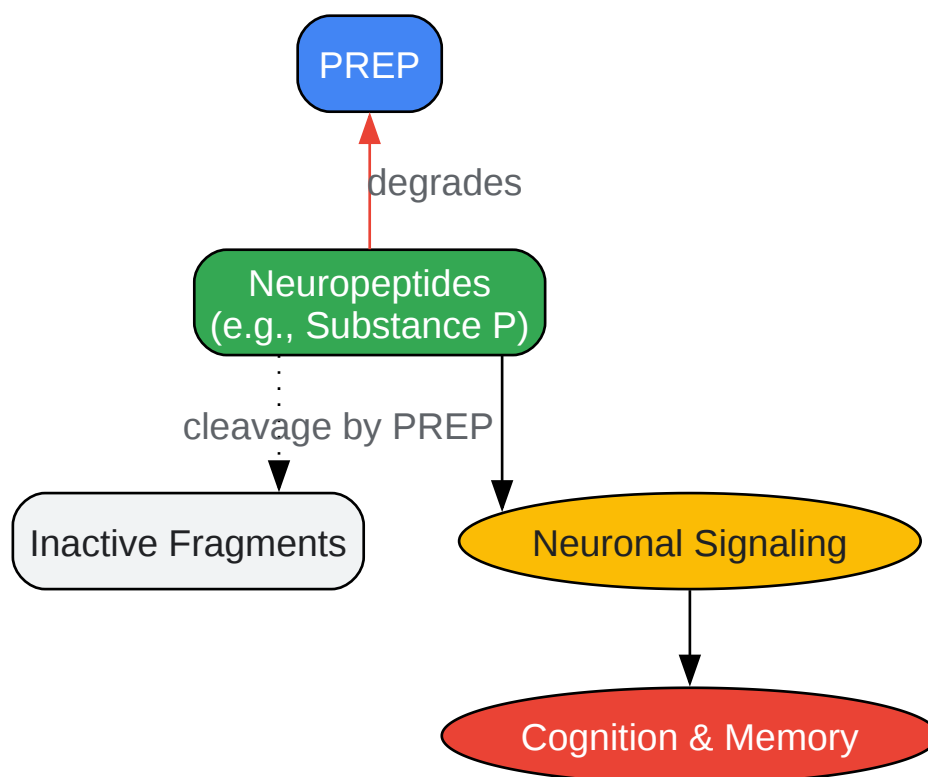 PREP
degrades
Neuropeptides
(e.g., Substance P)
cleavage by PREP
Inactive Fragments
Neuronal Signaling
Cognition & Memory